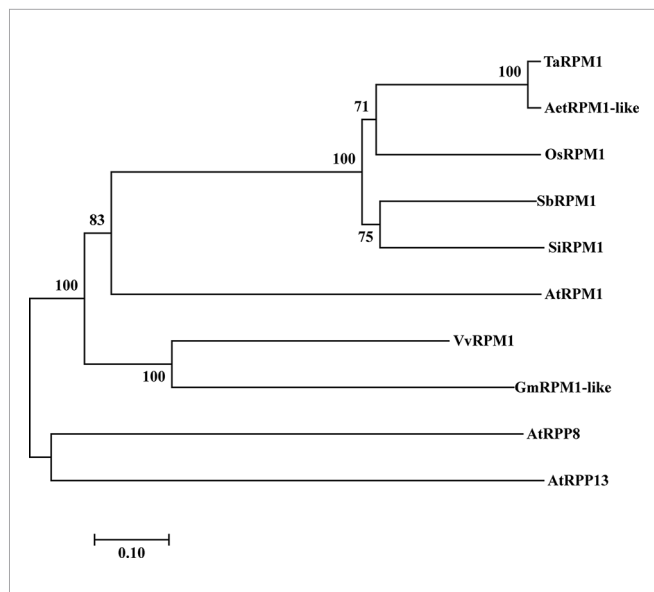 100
TaRPM1
71
AetRPM1-like
100
OsRPM1
SbRPM1
83
75
SiRPM1
100
AtRPM1
VvRPM1
100
GmRPM1-like
AtRPP8
AtRPP13
0.10